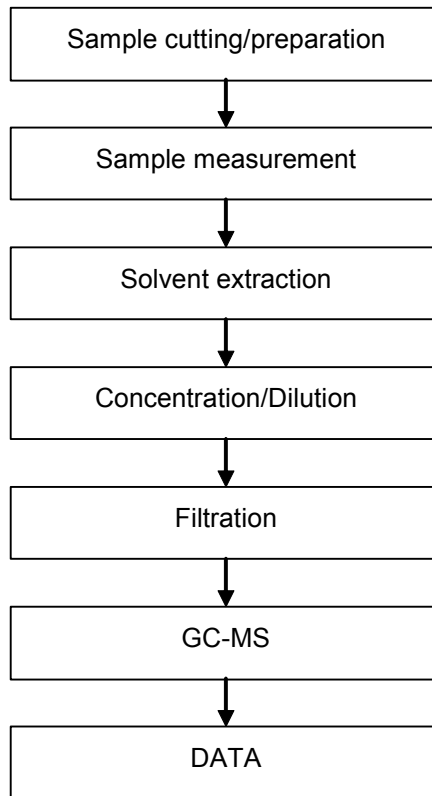 Sample cutting/preparation
Sample measurement
Solvent extraction
Concentration/Dilution
Filtration
GC-MS
DATA